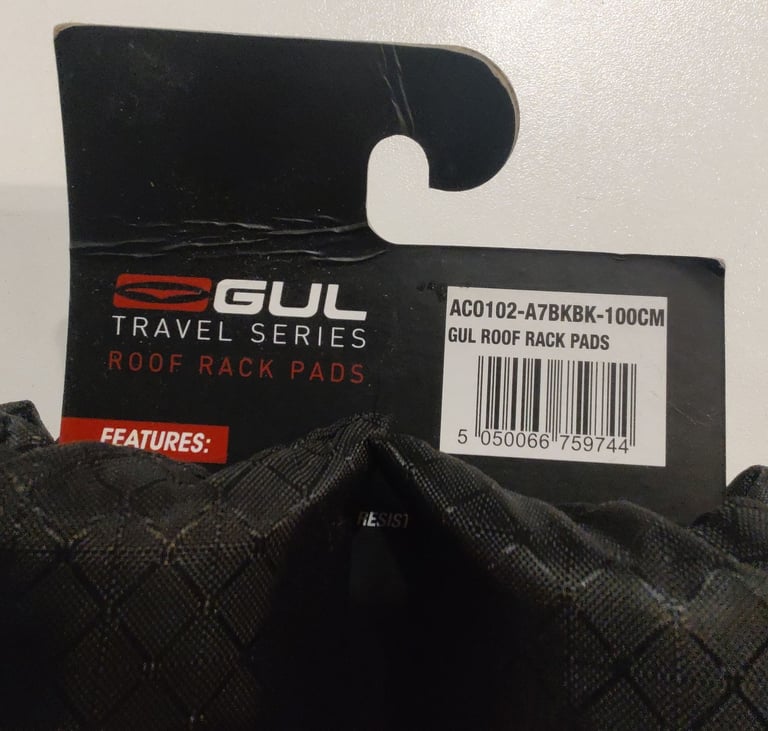 GUL
TRAVEL SERIES
ROOF RACK PADS
FEATURES:
RESIST
AC0102-A7BKBK-100CM
GUL ROOF RACK PADS
5 050066 759744